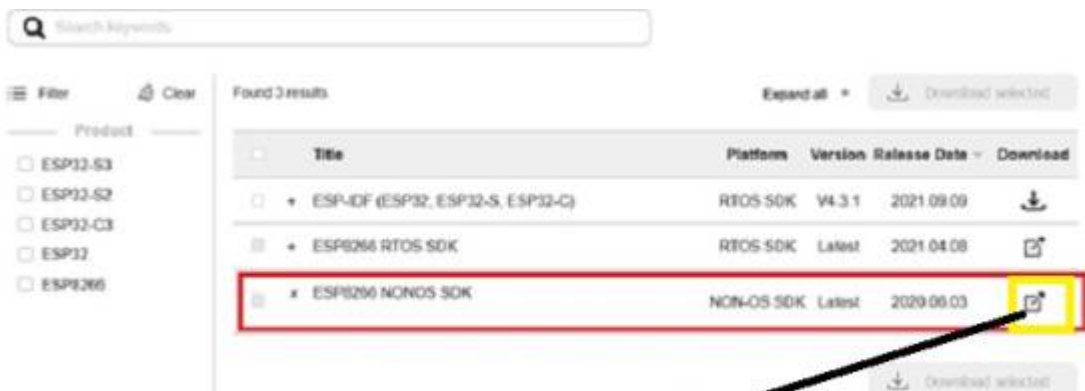 Search keywords
Filter Clear
Product
ESP32-S3
ESP32-S2
ESP32-C3
ESP32
ESP8266
Found 3 results
Expand all
Download selected
Title Platform Version Release Date Download
ESP-IDF (ESP32, ESP32-S, ESP32-C) RTOS SDK V4.3.1 2021.09.09
ESP8266 RTOS SDK RTOS SDK Latest 2021.04.08
ESP8266 NONOS SDK NON-OS SDK Latest 2020.06.03
Download selected